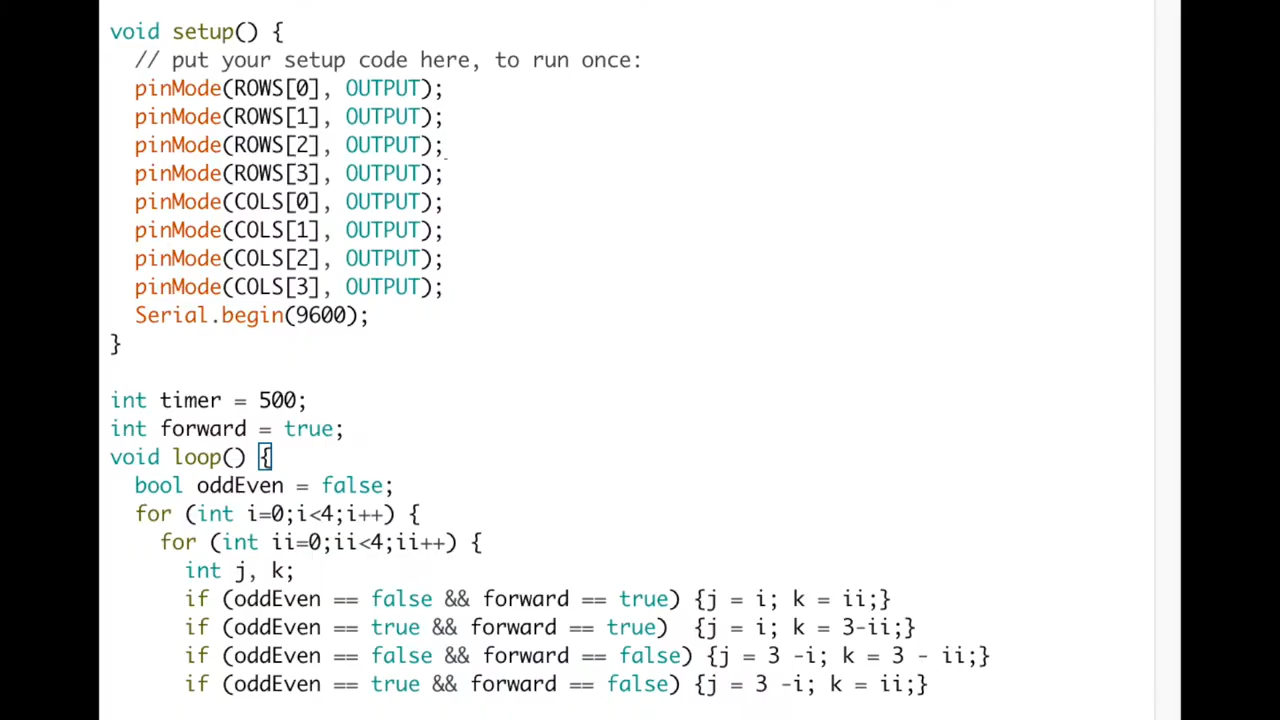 void setup() {
// put your setup code here, to run once:
pinMode(ROWS[0], OUTPUT);
pinMode(ROWS[1], OUTPUT);
pinMode(ROWS[2], OUTPUT);
pinMode(ROWS[3], OUTPUT);
pinMode(COLS[0], OUTPUT);
pinMode(COLS[1], OUTPUT);
pinMode(COLS[2], OUTPUT);
pinMode(COLS[3], OUTPUT);
Serial.begin(9600);
}
int timer = 500;
int forward = true;
void loop() {
bool oddEven = false;
for (int i=0;i<4;i++) {
for (int ii=0;ii<4;ii++) {
int j, k;
if (oddEven == false && forward == true) {j = i; k = ii;}
if (oddEven == true && forward == true)  {j = i; k = 3-ii;}
if (oddEven == false && forward == false) {j = 3 -i; k = 3 - ii;}
if (oddEven == true && forward == false) {j = 3 -i; k = ii;}